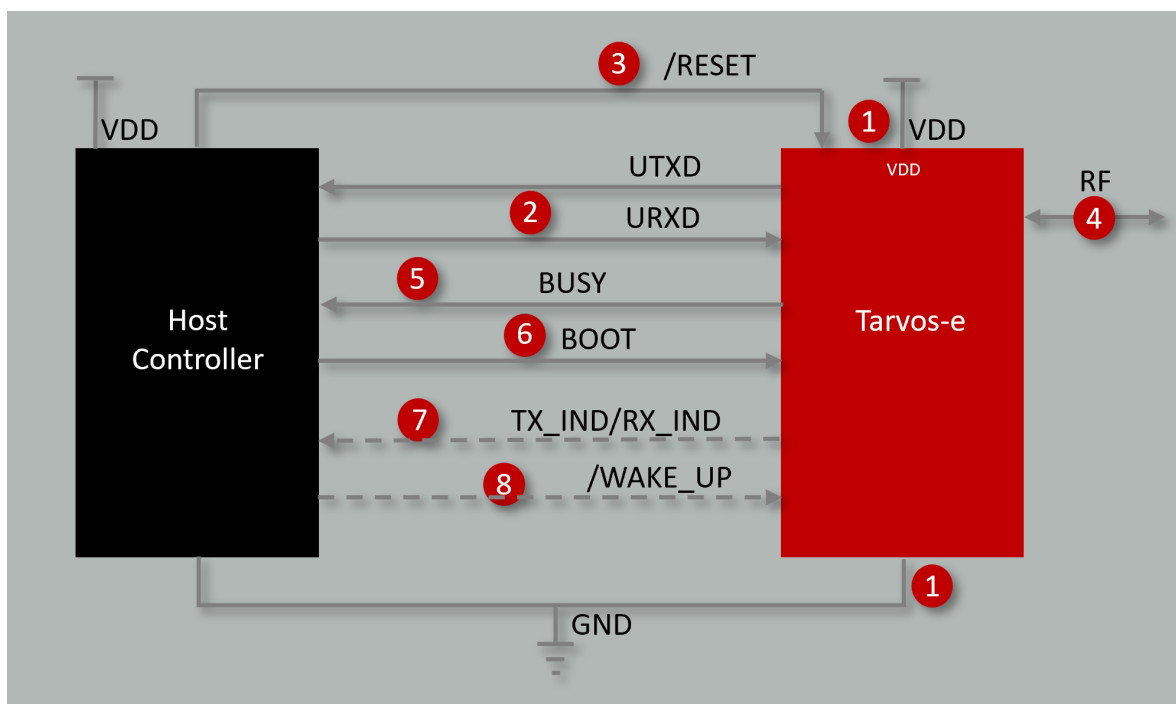 3
/RESET
VDD
1
VDD
VDD
UTXD
RF
2
URXD
4
5
BUSY
Host
Controller
Tarvos-e
6
BOOT
7
TX_IND/RX_IND
8
/WAKE_UP
1
GND